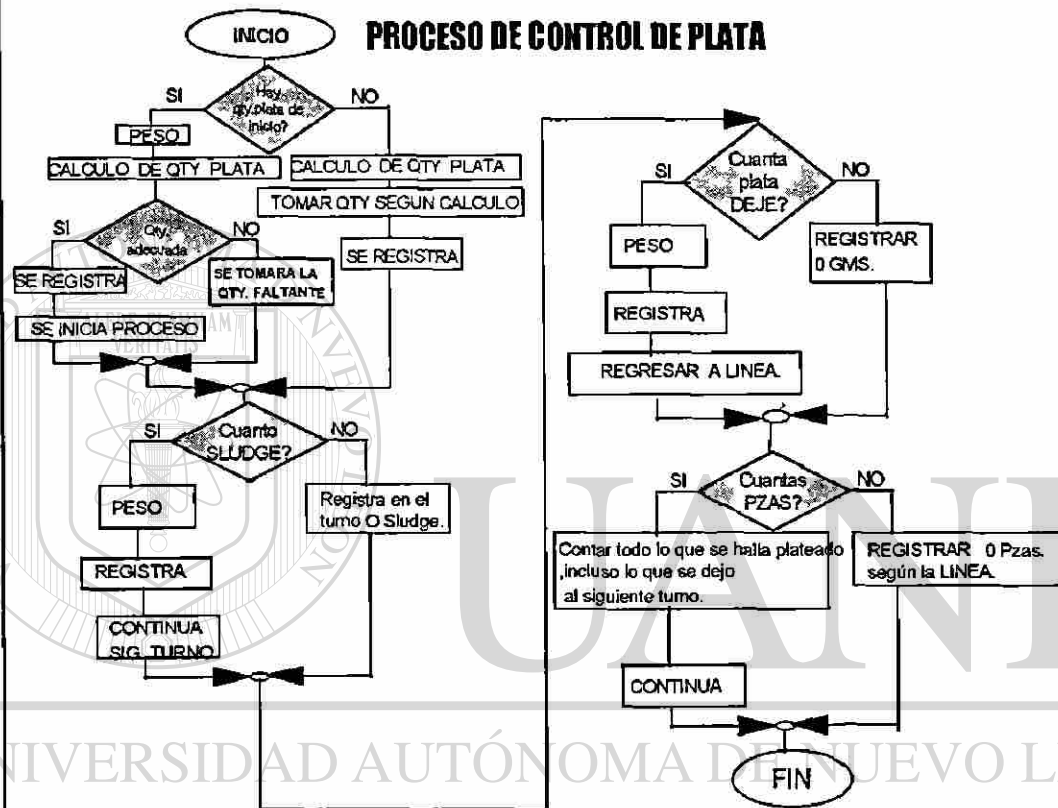 PROCESO DE CONTROL DE PLATA
INICIO
SI
NO
Hay
qty.plata de
inicio?
PESO
CALCULO DE QTY PLATA
CALCULO DE QTY PLATA
TOMAR QTY SEGUN CALCULO
SE REGISTRA
SI
NO
Qty.
adecuada
SE REGISTRA
SE TOMARA LA
QTY. FALTANTE
SE INICIA PROCESO
SI
NO
Cuanto
SLUDGE?
PESO
REGISTRA
CONTINUA
SIG. TURNO
Registra en el
turno O Sludge.
SI
NO
Cuanta
plata
DEJE?
PESO
REGISTRA
REGRESAR A LINEA.
REGISTRAR
0 GMS.
SI
NO
Cuantas
PZAS?
Contar todo lo que se halla plateado
,incluso lo que se dejo
al siguiente turno.
CONTINUA
REGISTRAR 0 Pzas.
según la LINEA.
FIN
VERITATIS
UANL
UNIVERSIDAD AUTÓNOMA DE NUEVO L